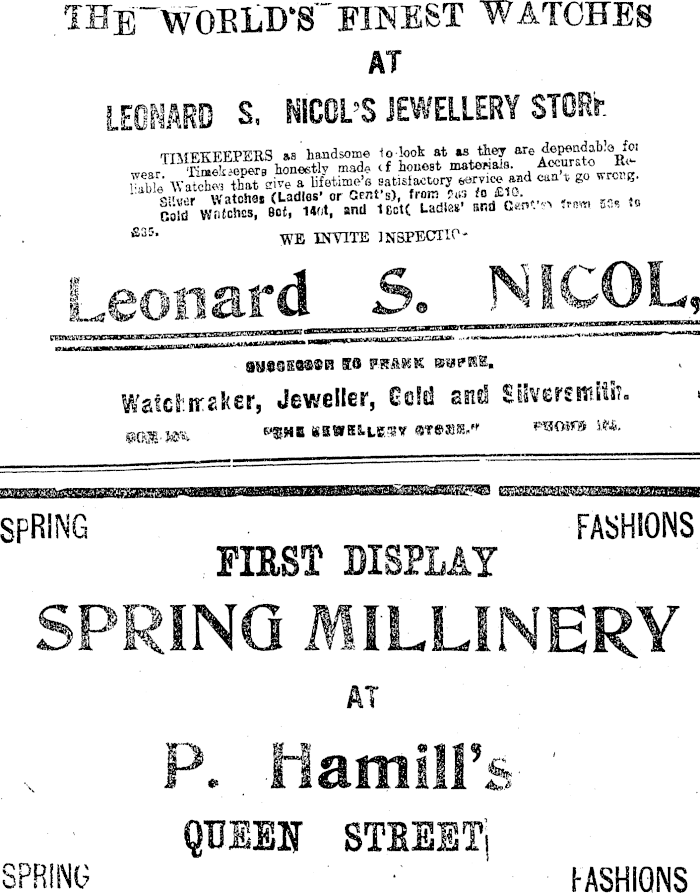 THE WORLD'S FINEST WATCHES
AT
LEONARD S. NICOL'S JEWELLERY STORE
TIMEKEEPERS as handsome to look at as they are dependable for
wear. Timekeepers honestly made of honest materials. Accurate Re-
liable Watches that give a lifetime's satisfactory service and can't go wrong.
Silver Watches (Ladies' or Gent's), from to £10.
Gold Watches, 9ct, 14ct, and 18ct( Ladies' and Gent's) from to
£35.
WE INVITE INSPECTIO
Leonard S. NICOL,
SUCCESSOR TO FRANK DUFRE,
Watchmaker, Jeweller, Gold and Silversmith.
BOX "THE JEWELLERY STORE." PHONE
SPRING FASHIONS
FIRST DISPLAY
SPRING MILLINERY
AT
P. Hamill's
QUEEN STREET
SPRING FASHIONS